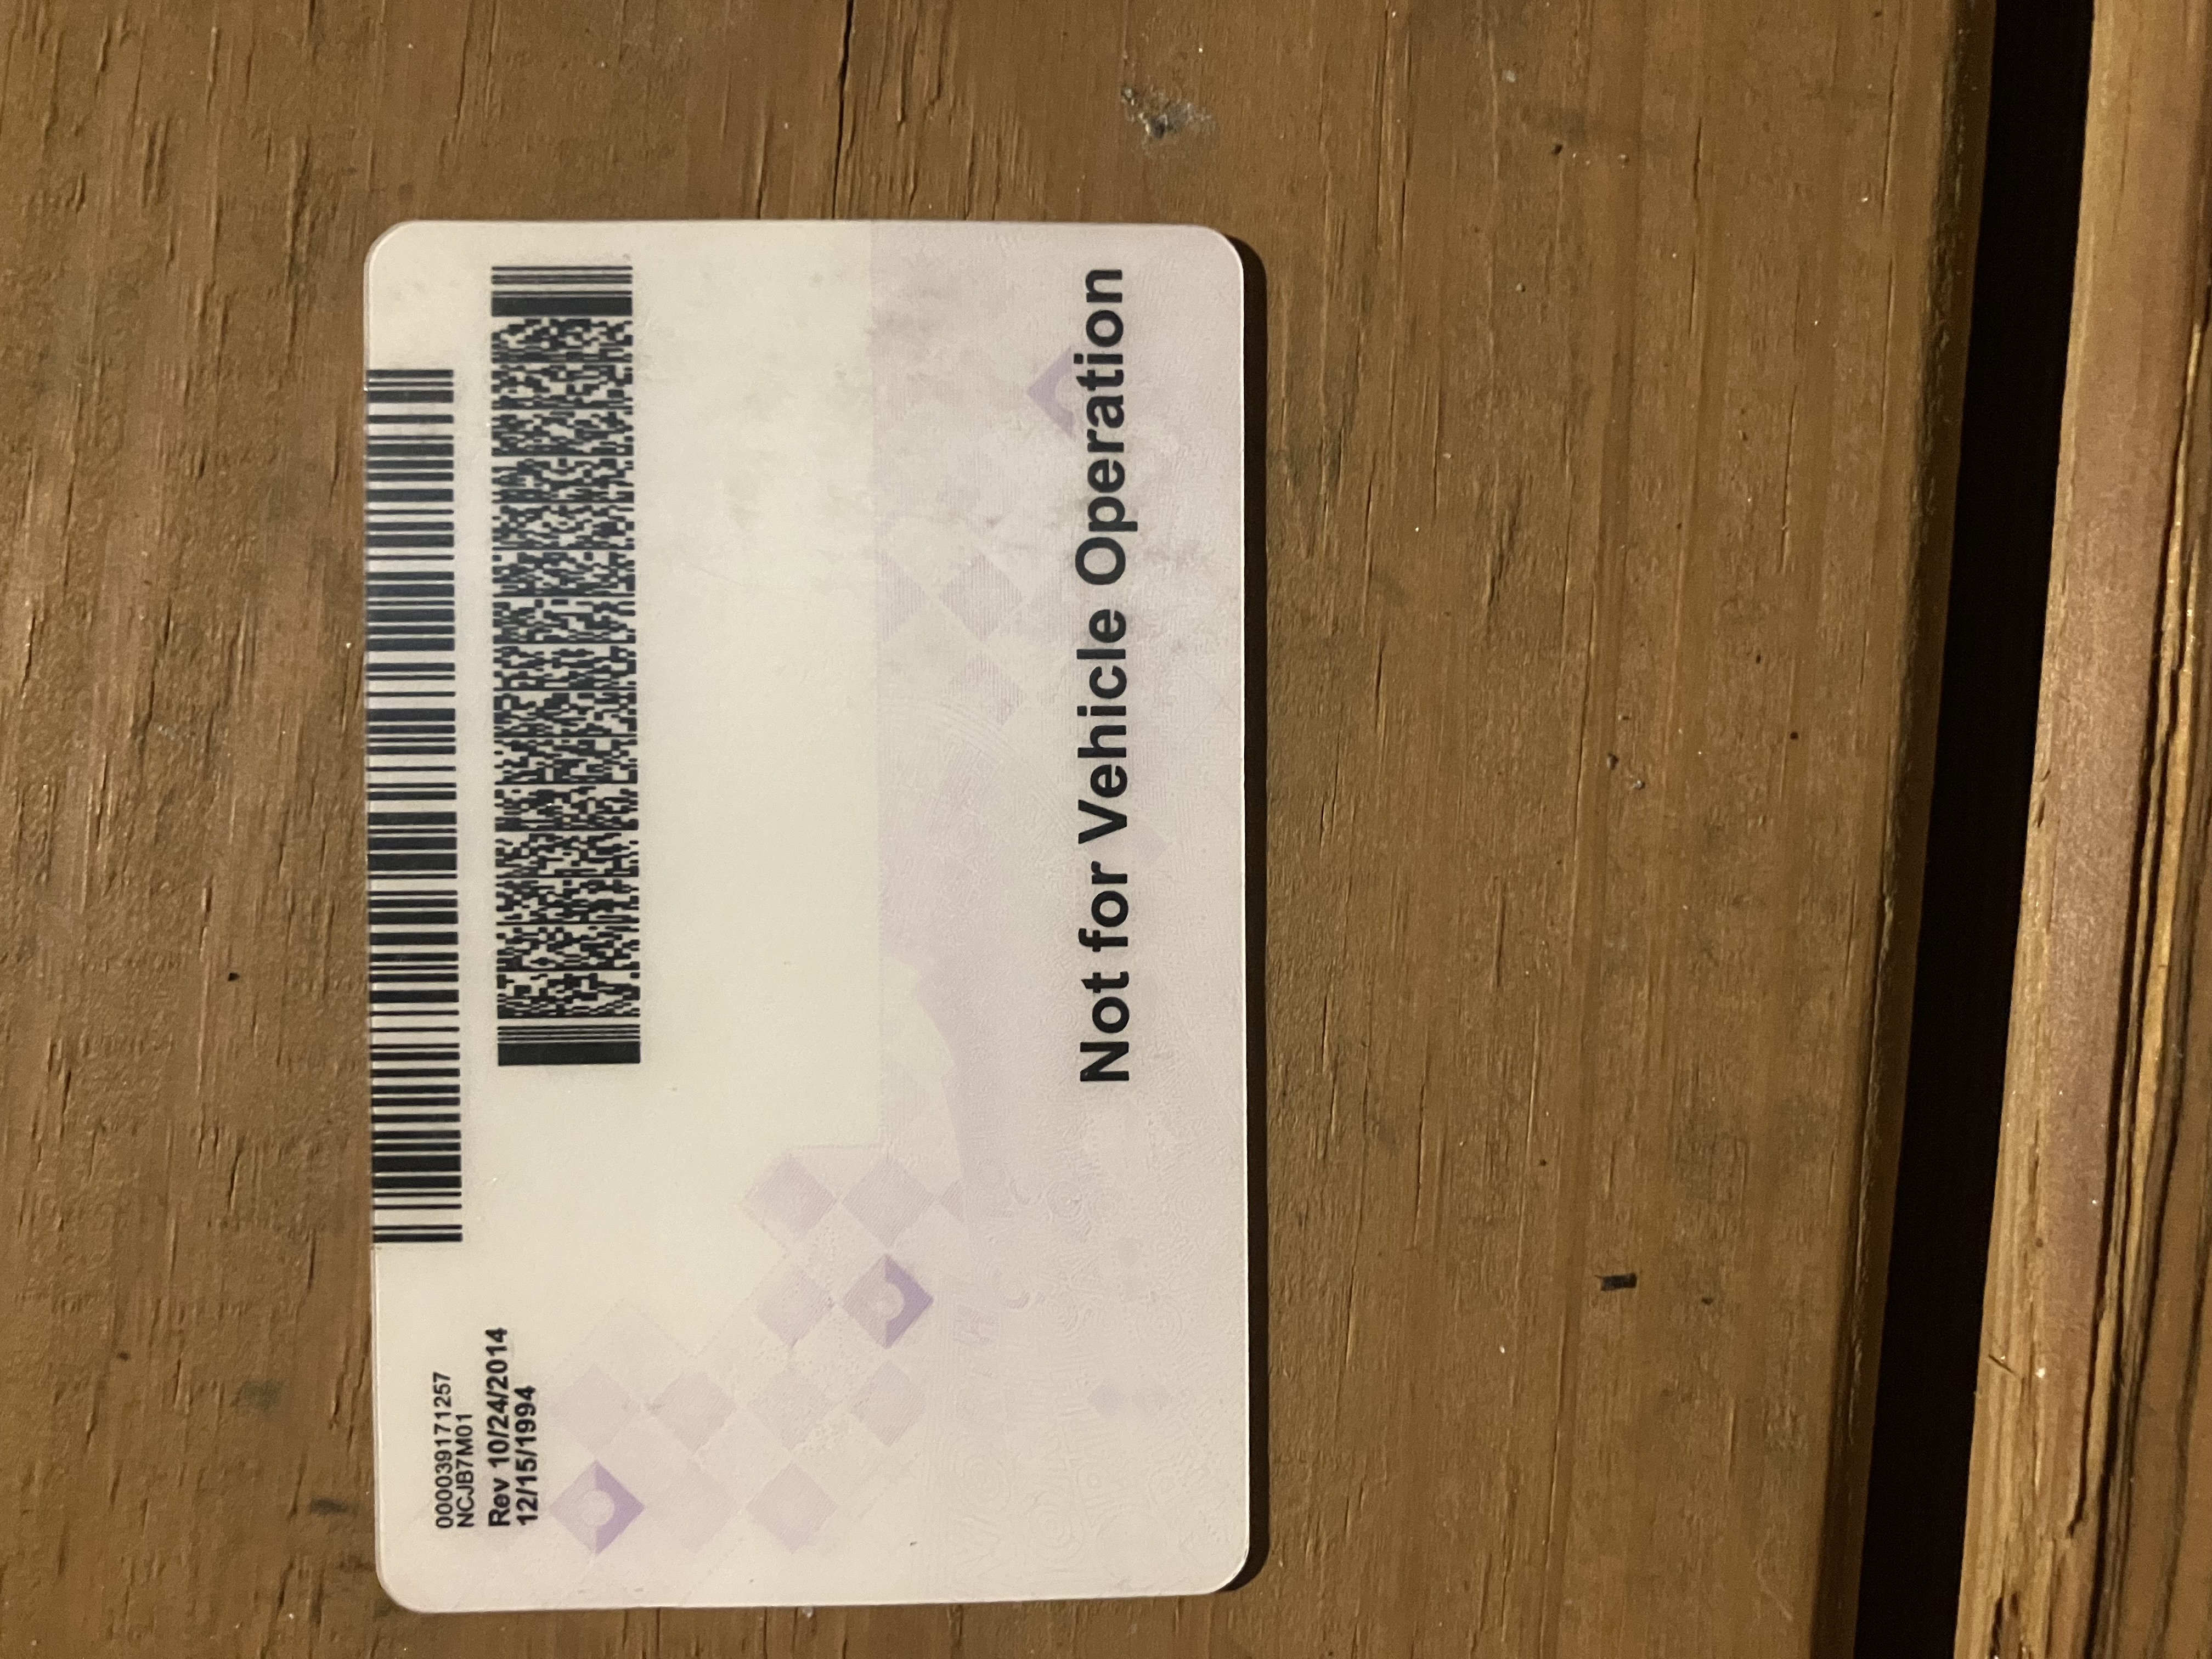 000039171257
NCJB7M01
Rev 10/24/2014
12/15/1994
Not for Vehicle Operation